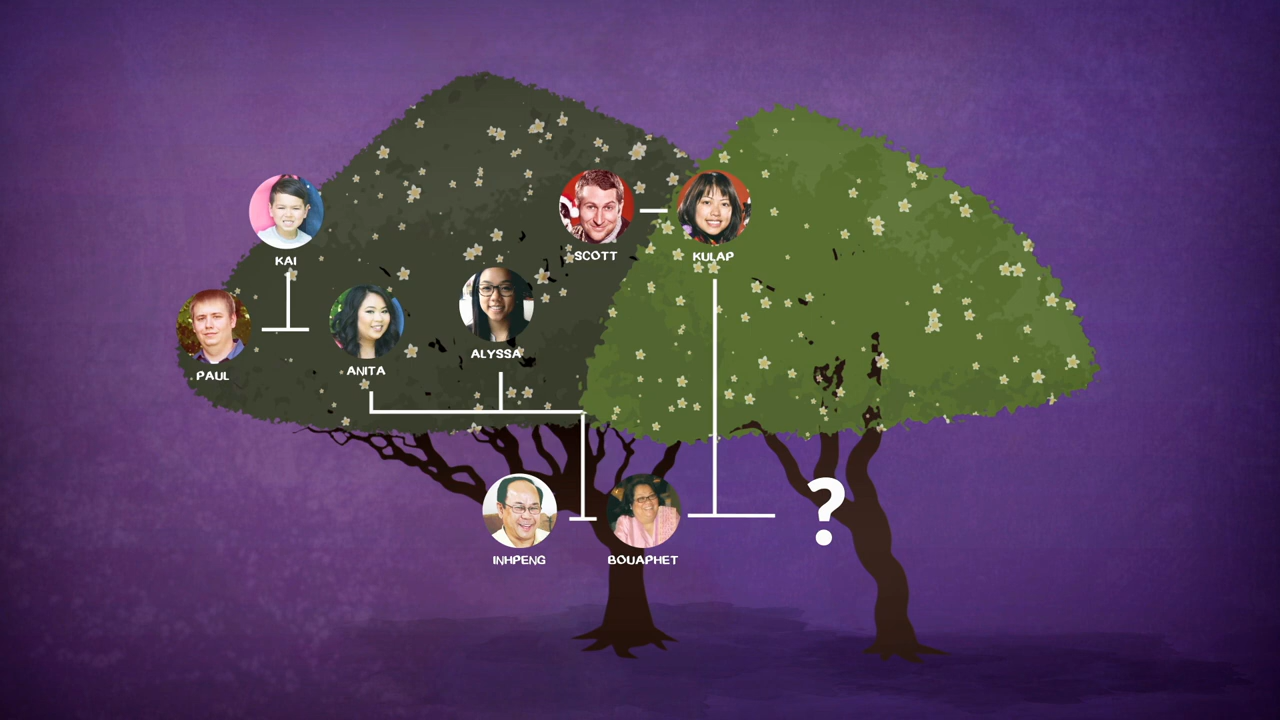 KAI
SCOTT
KULAP
PAUL
ANITA
ALYSSA
?
INHPENG
BOUAPHET